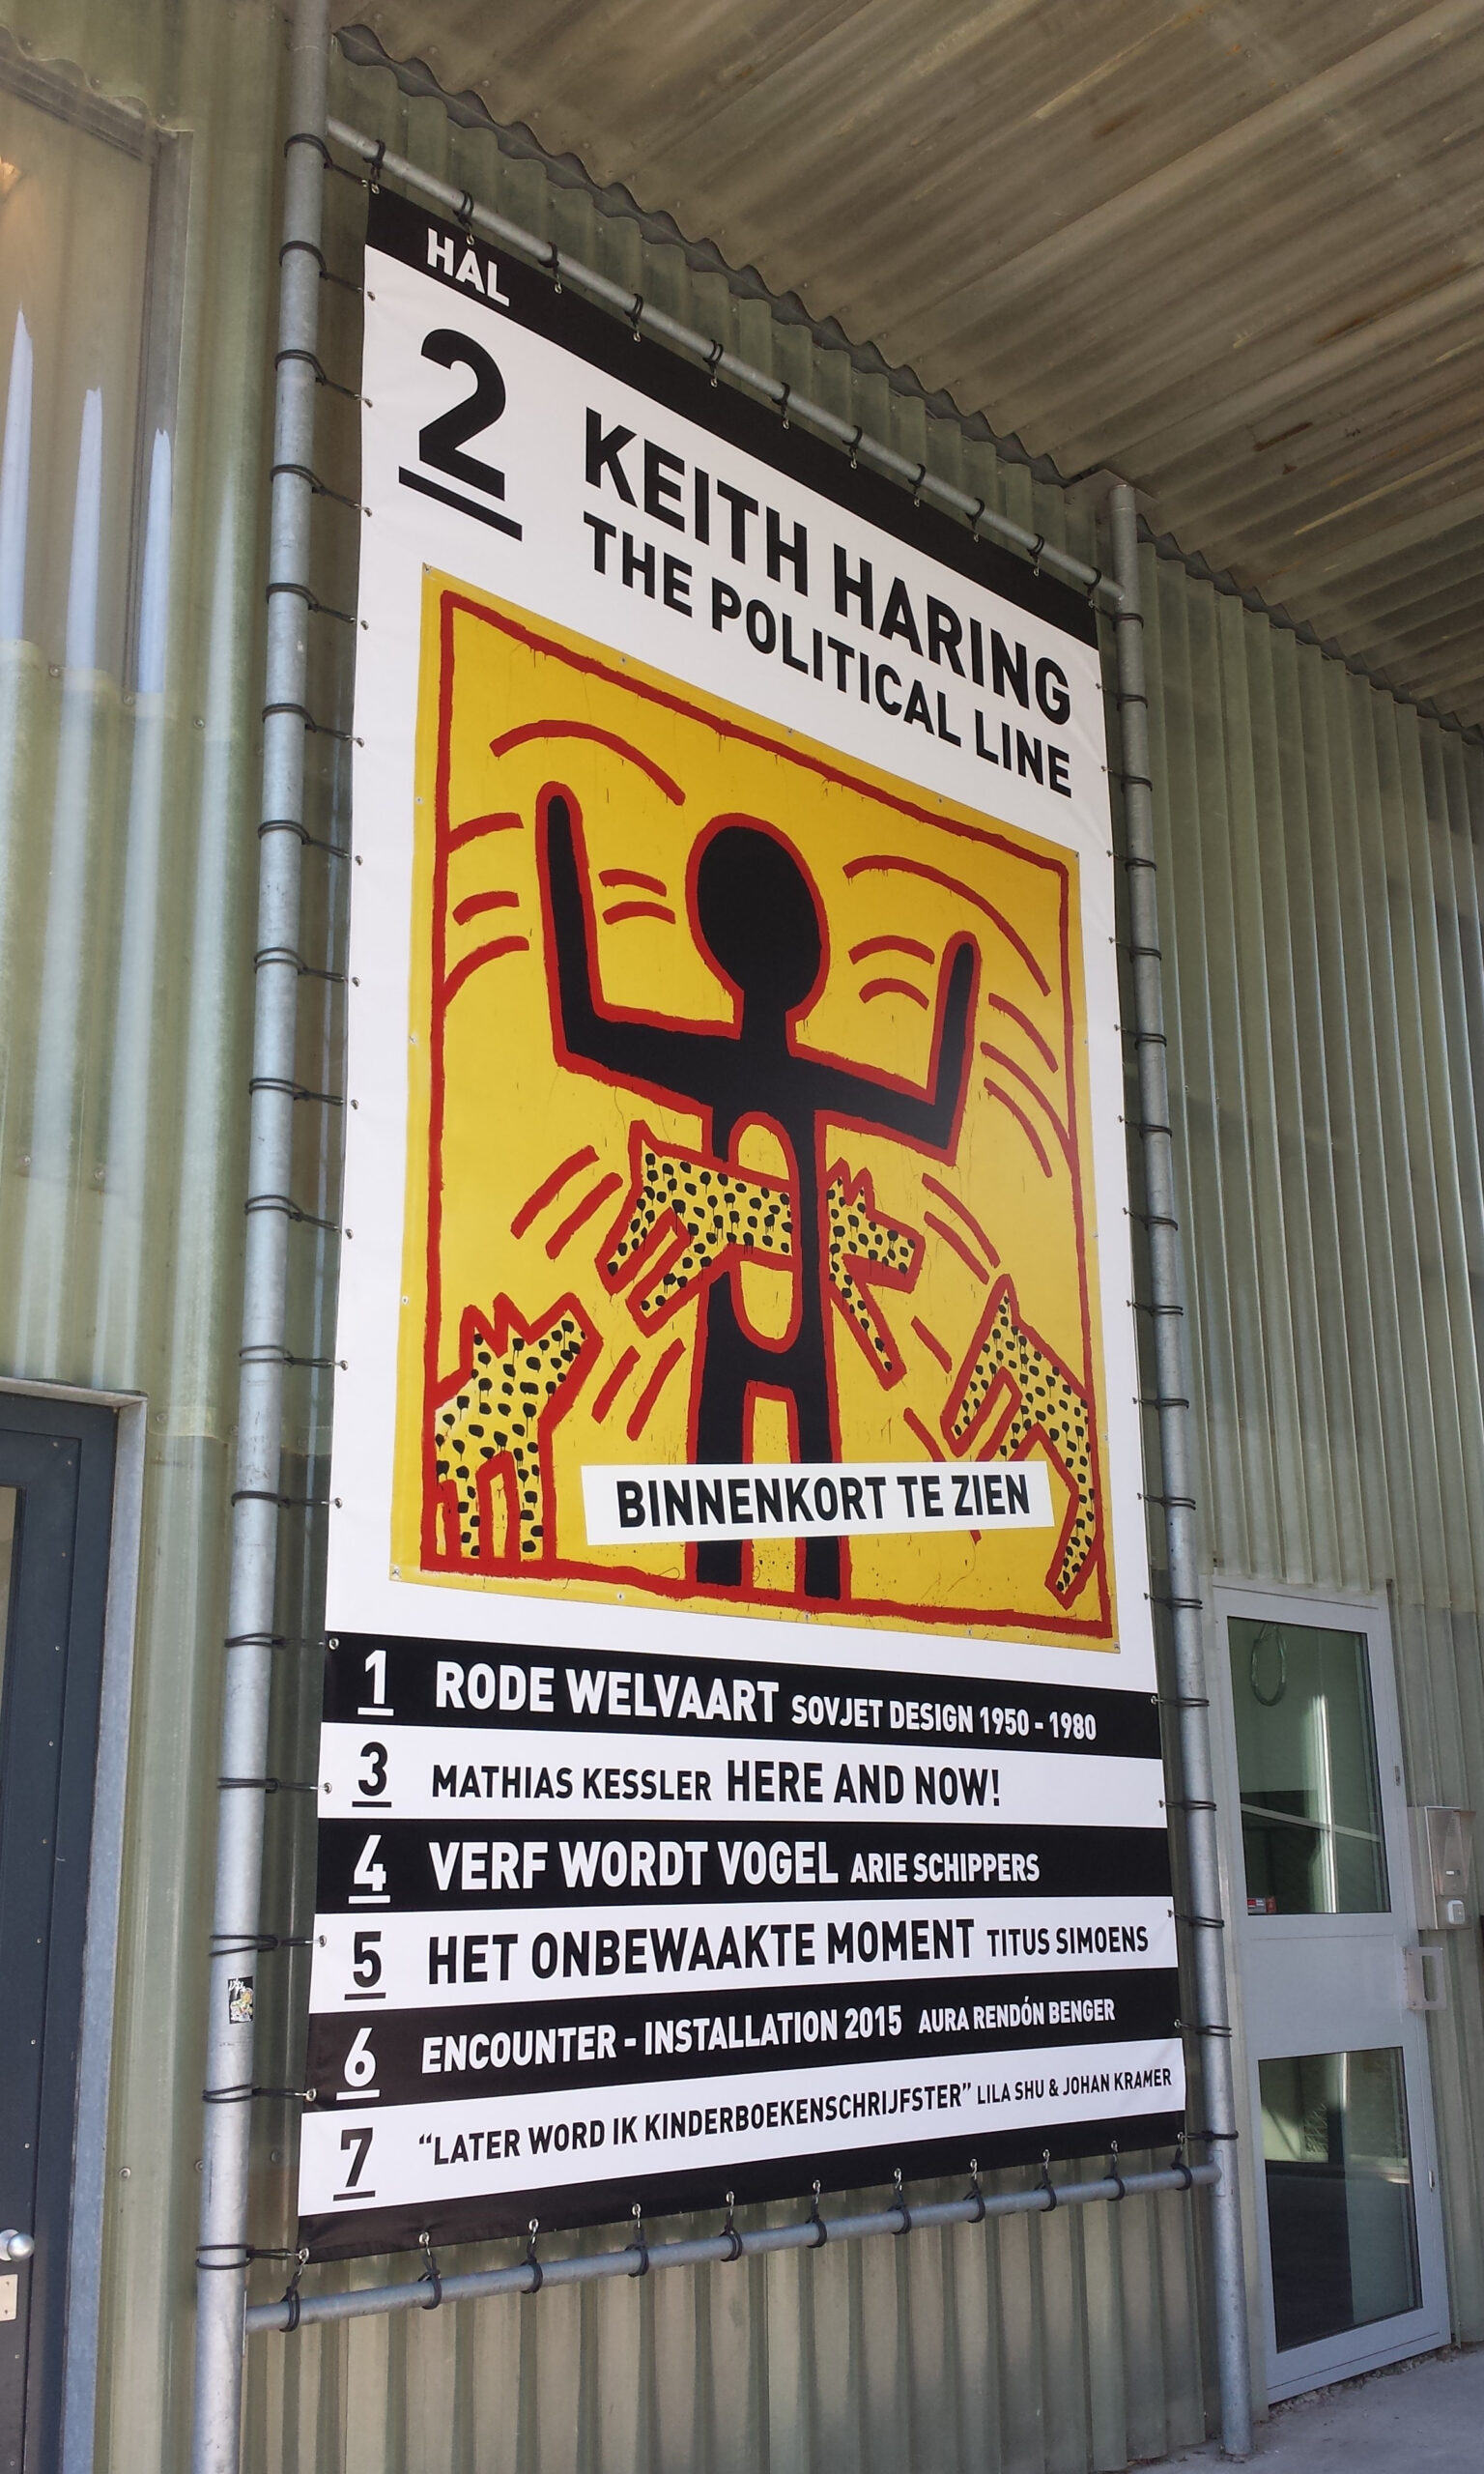 HAL
2
KEITH HARING
THE POLITICAL LINE
BINNENKORT TE ZIEN
1 RODE WELVAART SOVJET DESIGN 1950 - 1980
3 MATHIAS KESSLER HERE AND NOW!
4 VERF WORDT VOGEL ARIE SCHIPPERS
5 HET ONBEWAAKTE MOMENT TITUS SIMOENS
6 ENCOUNTER - INSTALLATION 2015 AURA RENDÓN BENGER
7 “LATER WORD IK KINDERBOEKENSCHRIJFSTER” LILA SHU & JOHAN KRAMER